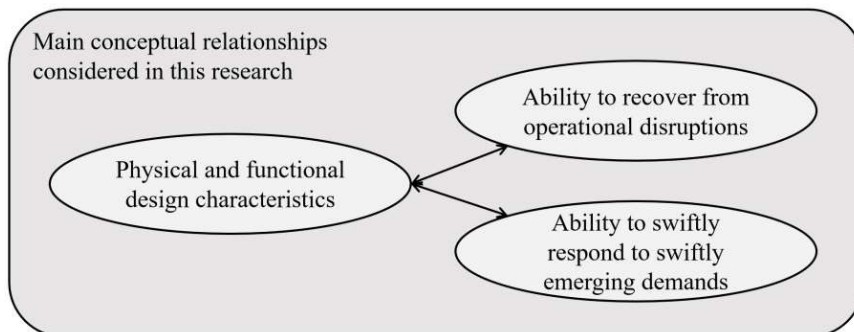 Main conceptual relationships
considered in this research
Ability to recover from
operational disruptions
Physical and functional
design characteristics
Ability to swiftly
respond to swiftly
emerging demands